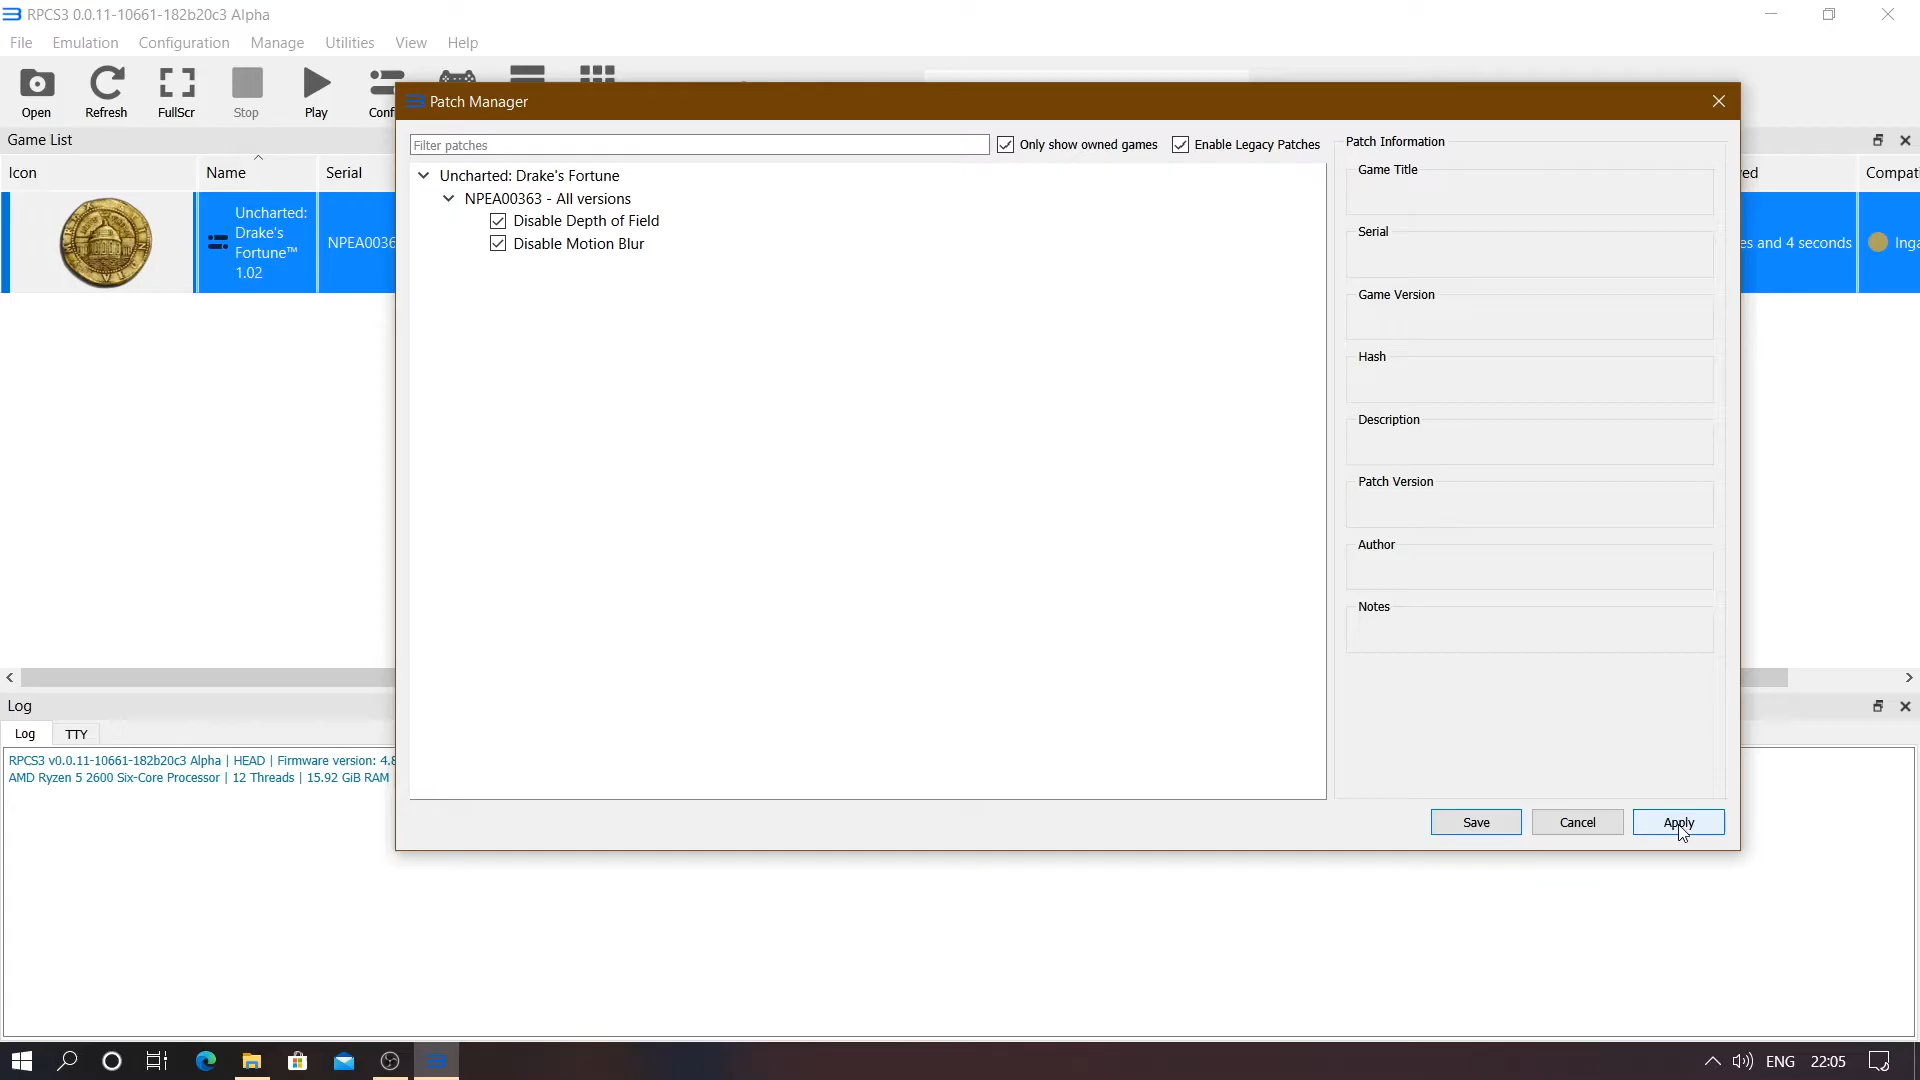 RPCS3 0.0.11-10661-182b20c3 Alpha
File Emulation Configuration Manage Utilities View Help
Open Refresh FullScr Stop Play Conf
Patch Manager
Game List
Filter patches Only show owned games Enable Legacy Patches
Patch Information
Icon Name Serial
Compati
Uncharted: Drake's Fortune
NPEA00363 - All versions
Disable Depth of Field
Disable Motion Blur
Uncharted:
Drake's
Fortune™
1.02
NPEA0036
es and 4 seconds
Inga
Game Title
Serial
Game Version
Hash
Description
Patch Version
Author
Notes
Save Cancel Apply
Log
Log TTY
RPCS3 v0.0.11-10661-182b20c3 Alpha | HEAD | Firmware version: 4.8
AMD Ryzen 5 2600 Six-Core Processor | 12 Threads | 15.92 GiB RAM
ENG 22:05